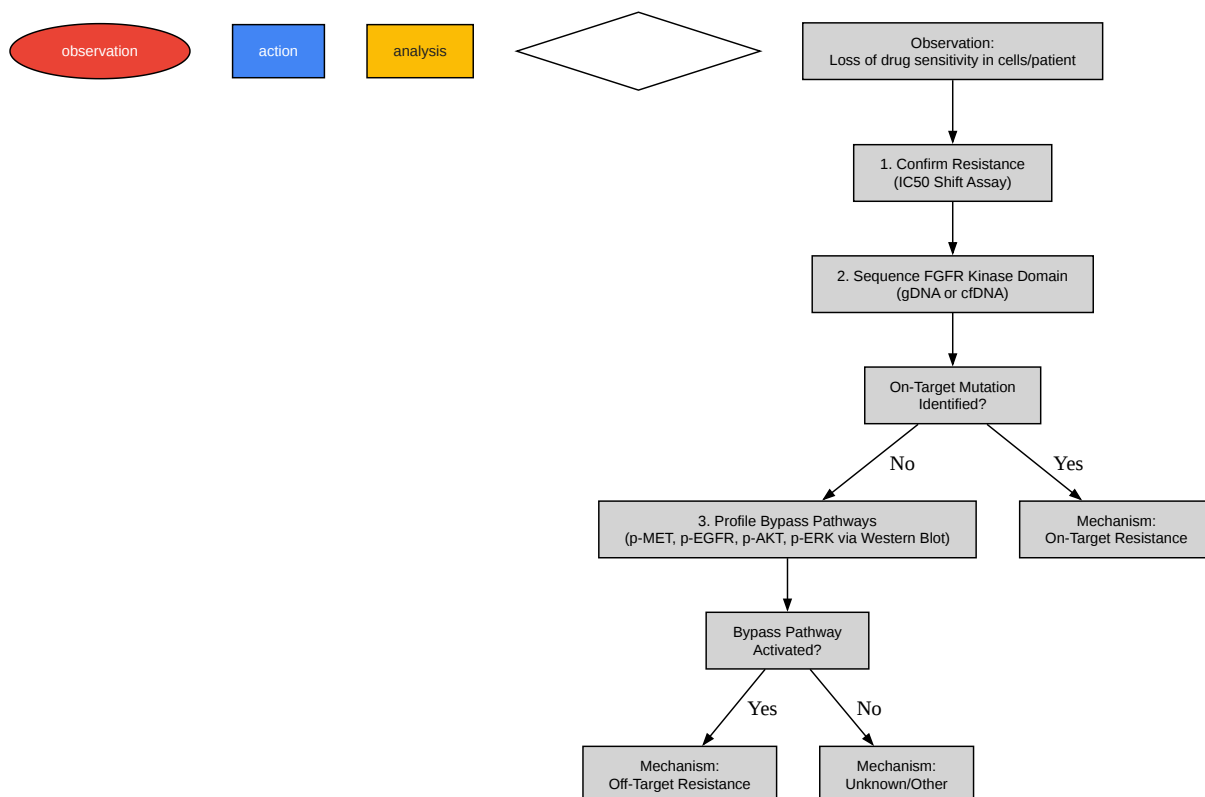 observation
action
analysis
Observation:
Loss of drug sensitivity in cells/patient
1. Confirm Resistance
(IC50 Shift Assay)
2. Sequence FGFR Kinase Domain
(gDNA or cfDNA)
On-Target Mutation
Identified?
No
Yes
3. Profile Bypass Pathways
(p-MET, p-EGFR, p-AKT, p-ERK via Western Blot)
Mechanism:
On-Target Resistance
Bypass Pathway
Activated?
Yes
No
Mechanism:
Off-Target Resistance
Mechanism:
Unknown/Other